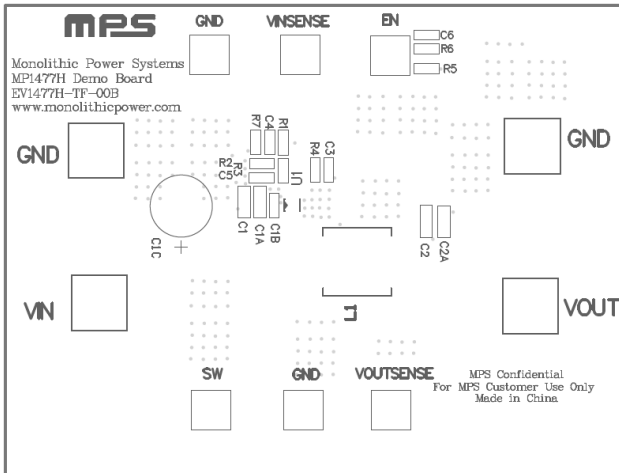 mps
GND
VINSENSE
EN
C6
R6
R5
Monolithic Power Systems
MP1477H Demo Board
EV1477H-TF-00B
www.monolithicpower.com
GND
GND
R7
C4
R1
R2
R3
C5
U1
R4
C3
C1
C1A
C1B
C1C
+
C2
C2A
VIN
VOUT
L1
SW
GND
VOUTSENSE
MPS Confidential
For MPS Customer Use Only
Made in China